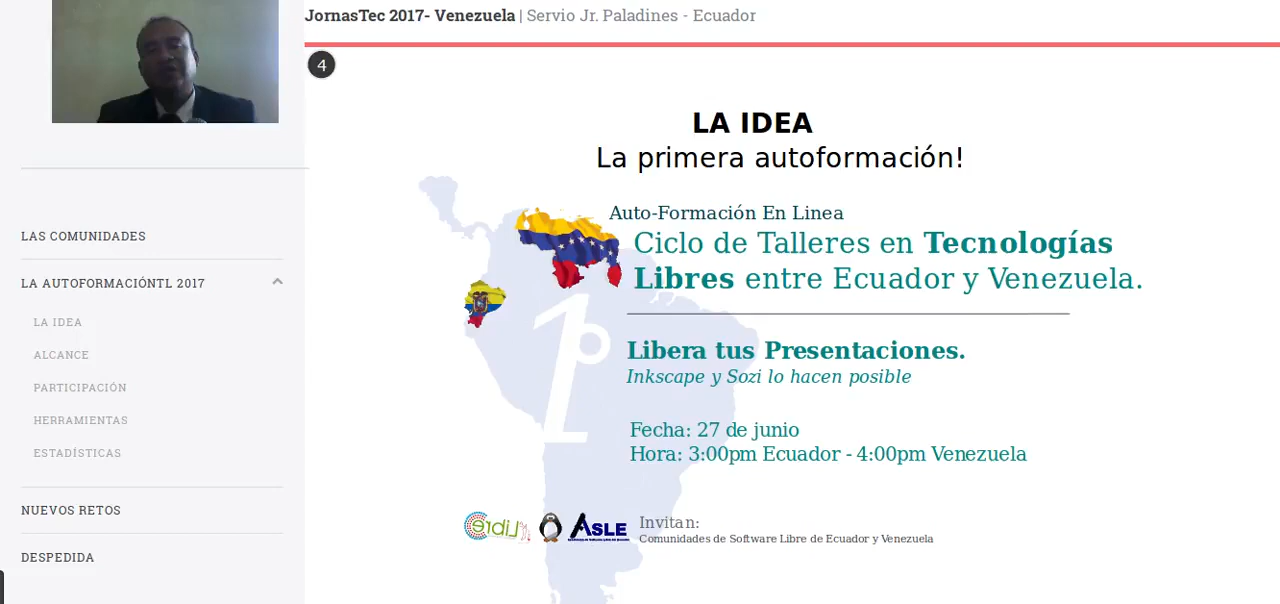 JornasTec 2017- Venezuela | Servio Jr. Paladines - Ecuador
4
LAS COMUNIDADES
LA AUTOFORMACIÓNTL 2017
LA IDEA
ALCANCE
PARTICIPACIÓN
HERRAMIENTAS
ESTADÍSTICAS
NUEVOS RETOS
DESPEDIDA
LA IDEA
La primera autoformación!
Auto-Formación En Linea
Ciclo de Talleres en Tecnologías
Libres entre Ecuador y Venezuela.
1º
Libera tus Presentaciones.
Inkscape y Sozi lo hacen posible
Fecha: 27 de junio
Hora: 3:00pm Ecuador - 4:00pm Venezuela
ASLE
Invitan:
Comunidades de Software Libre de Ecuador y Venezuela